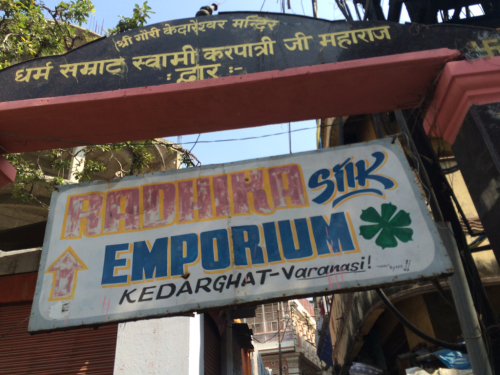 श्री गौरी केदारेश्वर मन्दिर
धर्म सम्राट स्वामी करपात्री जी महाराज
:द्वार :-
RADHIKA SilK
EMPORIUM
KEDARGHAT-Varanasi!